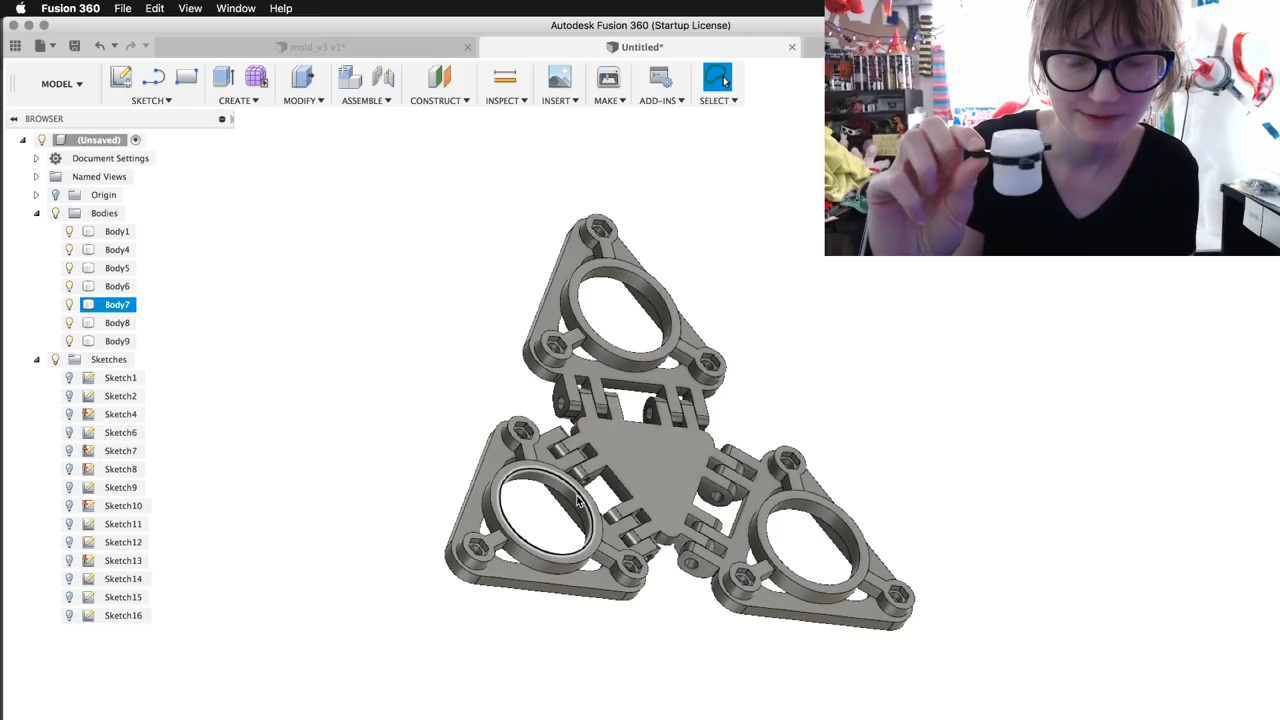 Fusion 360 File Edit View Window Help
Autodesk Fusion 360 (Startup License)
mold_v3 v1*
Untitled*
MODEL▾
SKETCH▾ CREATE▾ MODIFY▾ ASSEMBLE▾ CONSTRUCT▾ INSPECT▾ INSERT▾ MAKE▾ ADD-INS▾ SELECT▾
BROWSER
(Unsaved)
Document Settings
Named Views
Origin
Bodies
Body1
Body4
Body5
Body6
Body7
Body8
Body9
Sketches
Sketch1
Sketch2
Sketch4
Sketch6
Sketch7
Sketch8
Sketch9
Sketch10
Sketch11
Sketch12
Sketch13
Sketch14
Sketch15
Sketch16